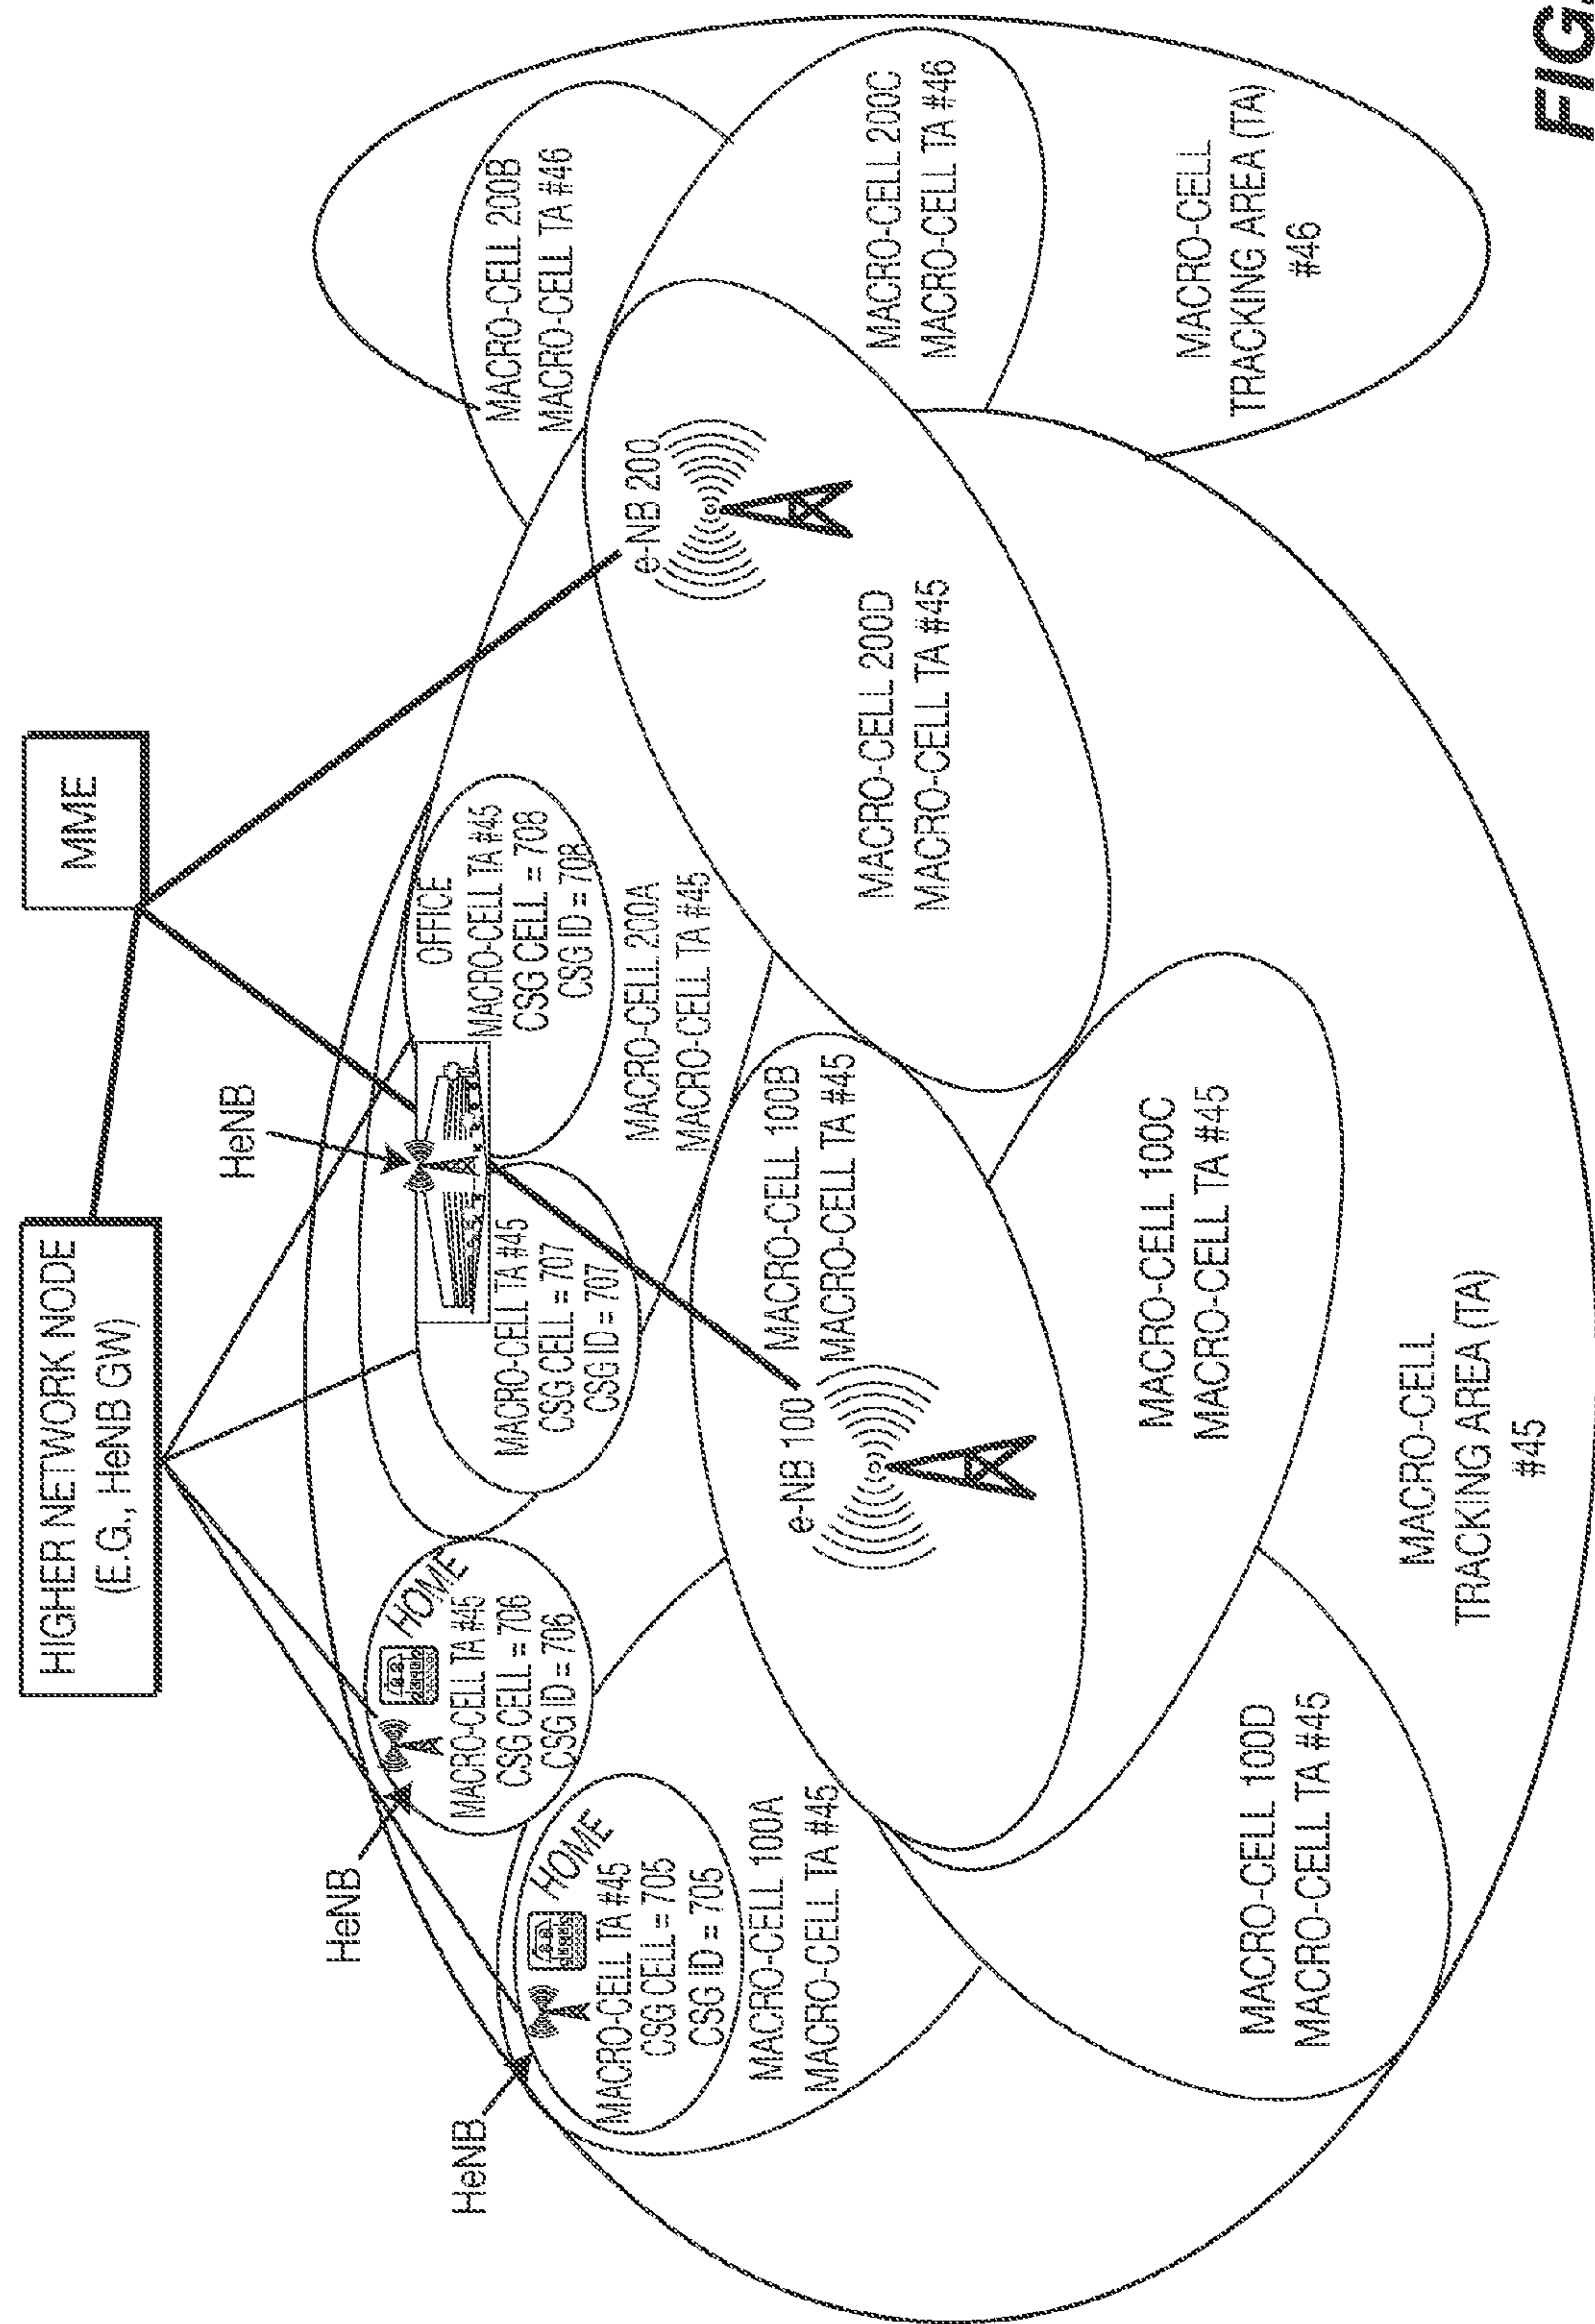 HIGHER NETWORK NODE
(E.G., HeNB GW)
MME
HeNB
HeNB
HeNB
HOME
MACRO-CELL TA #45
CSG CELL = 705
CSG ID = 705
HOME
MACRO-CELL TA #45
CSG CELL = 706
CSG ID = 706
MACRO-CELL TA #45
CSG CELL = 707
CSG ID = 707
OFFICE
MACRO-CELL TA #45
CSG CELL = 708
CSG ID = 708
MACRO-CELL 100A
MACRO-CELL TA #45
MACRO-CELL 200A
MACRO-CELL TA #45
MACRO-CELL 200B
MACRO-CELL TA #46
e-NB 100
MACRO-CELL 100B
MACRO-CELL TA #45
e-NB 200
MACRO-CELL 200D
MACRO-CELL TA #45
MACRO-CELL 200C
MACRO-CELL TA #46
MACRO-CELL 100C
MACRO-CELL TA #45
MACRO-CELL 100D
MACRO-CELL TA #45
MACRO-CELL
TRACKING AREA (TA)
#45
MACRO-CELL
TRACKING AREA (TA)
#46
FIG.